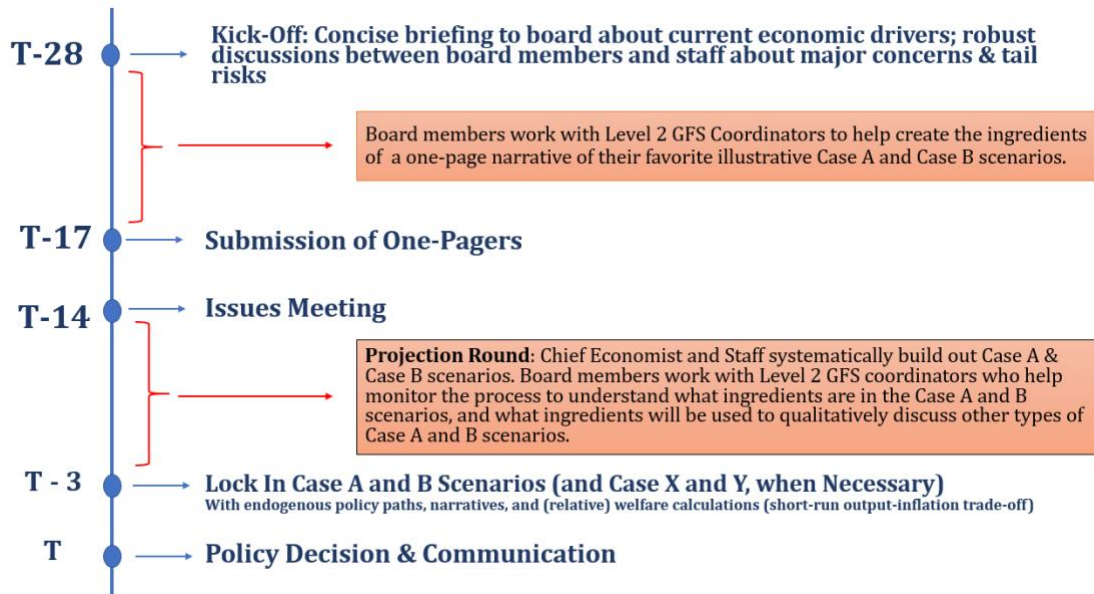 T-28
Kick-Off: Concise briefing to board about current economic drivers; robust
discussions between board members and staff about major concerns & tail
risks
Board members work with Level 2 GFS Coordinators to help create the ingredients
of a one-page narrative of their favorite illustrative Case A and Case B scenarios.
T-17
Submission of One-Pagers
T-14
Issues Meeting
Projection Round: Chief Economist and Staff systematically build out Case A &
Case B scenarios. Board members work with Level 2 GFS coordinators who help
monitor the process to understand what ingredients are in the Case A and B
scenarios, and what ingredients will be used to qualitatively discuss other types of
Case A and B scenarios.
T - 3
Lock In Case A and B Scenarios (and Case X and Y, when Necessary)
With endogenous policy paths, narratives, and (relative) welfare calculations (short-run output-inflation trade-off)
T
Policy Decision & Communication